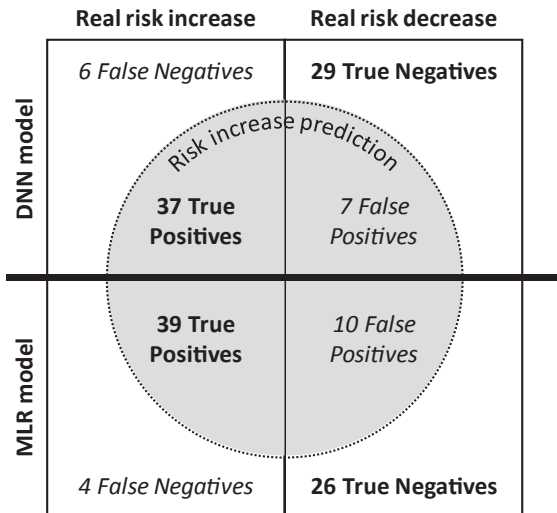 Real risk increase
Real risk decrease
DNN model
6 False Negatives
29 True Negatives
Risk increase prediction
37 True
Positives
7 False
Positives
MLR model
39 True
Positives
10 False
Positives
4 False Negatives
26 True Negatives